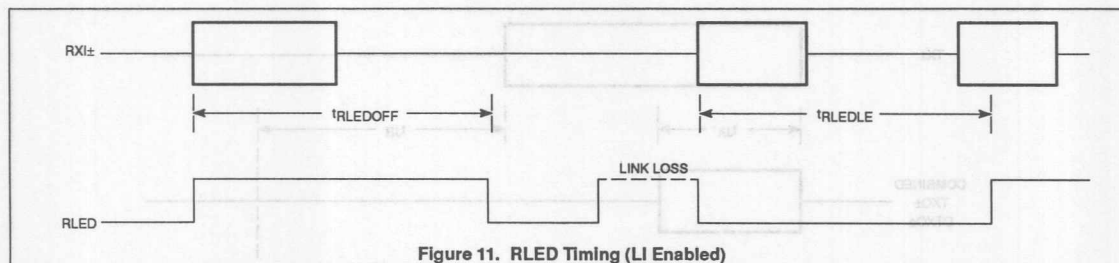 RXI±
tRLEDOFF
tRLEDLE
LINK LOSS
RLED
Figure 11. RLED Timing (LI Enabled)